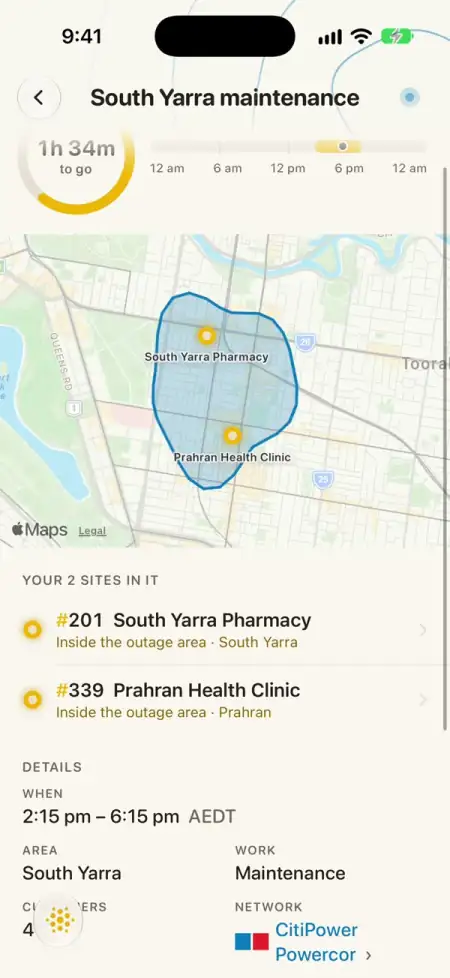 9:41
South Yarra maintenance
1h 34m
to go
12 am 6 am 12 pm 6 pm 12 am
QUEENS RD
26
South Yarra Pharmacy
Toora
1
Prahran Health Clinic
Maps Legal
YOUR 2 SITES IN IT
#201 South Yarra Pharmacy
Inside the outage area · South Yarra
#339 Prahran Health Clinic
Inside the outage area · Prahran
DETAILS
WHEN
2:15 pm – 6:15 pm AEDT
AREA
South Yarra
WORK
Maintenance
4
NETWORK
CitiPower
Powercor ›